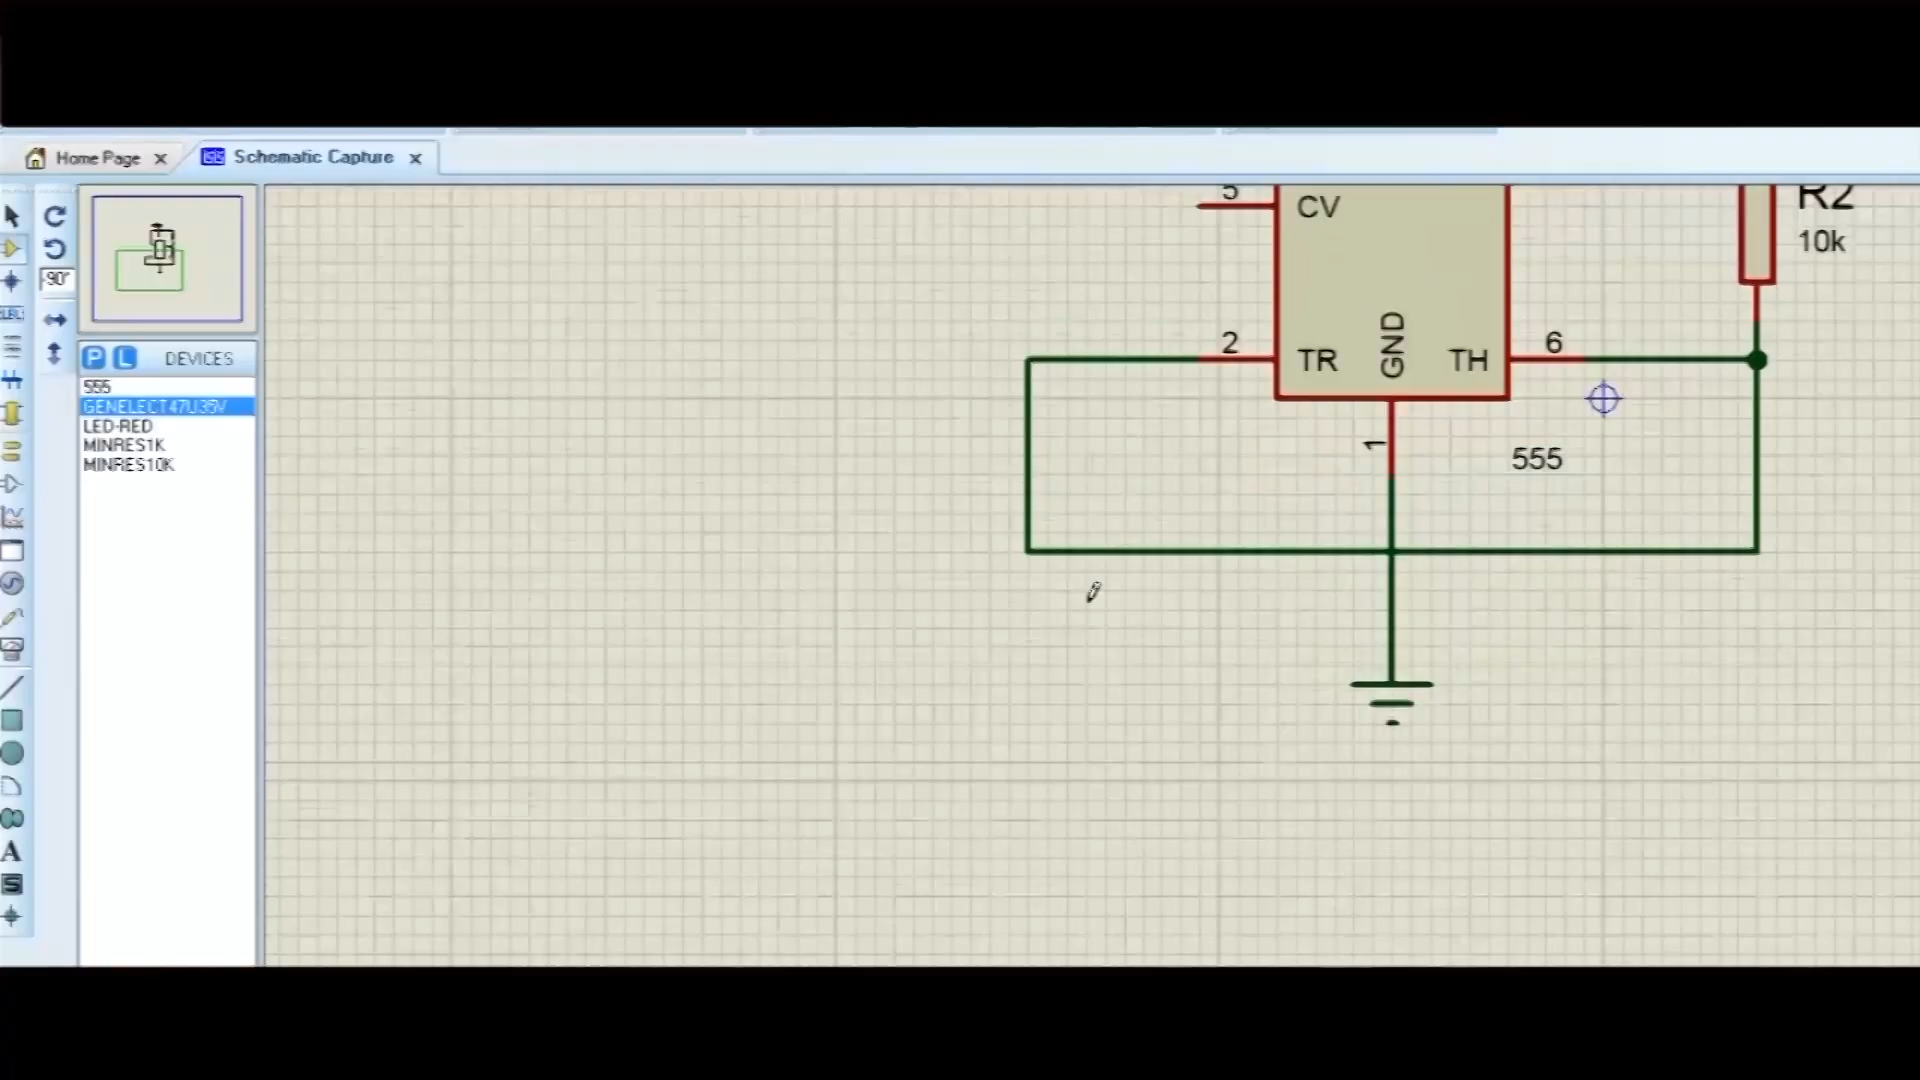 Home Page
Schematic Capture
-90°
LBL
P L DEVICES
555
GENELECT47U35V
LED-RED
MINRES1K
MINRES10K
A
S
5
CV
R2
10k
2
TR
GND
TH
6
1
555